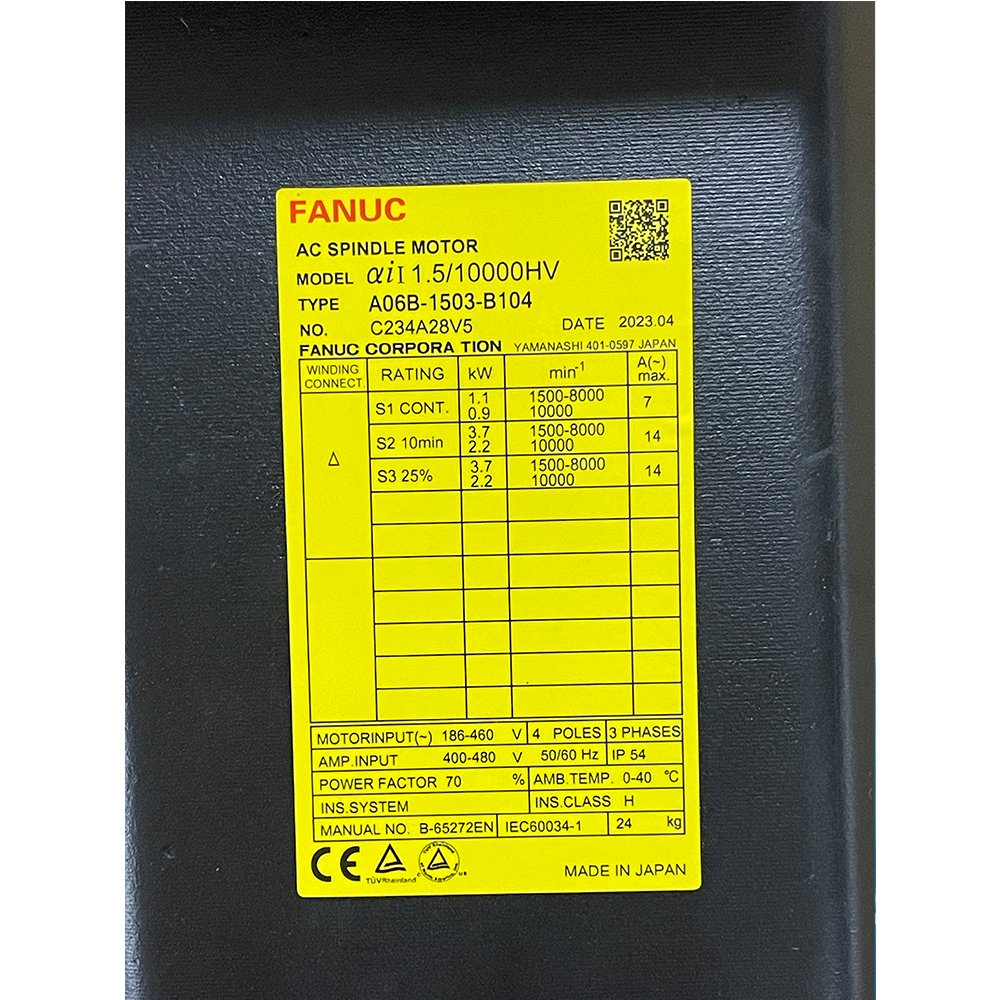 FANUC
AC SPINDLE MOTOR
MODEL αiI 1.5/10000HV
TYPE A06B-1503-B104
NO. C234A28V5 DATE 2023.04
FANUC CORPORATION YAMANASHI 401-0597 JAPAN
WINDING CONNECT. RATING kW min-1 A(~) max.
Δ
S1 CONT. 1.1 1500-8000 7
0.9 10000
S2 10min 3.7 1500-8000 14
2.2 10000
S3 25% 3.7 1500-8000 14
2.2 10000
MOTORINPUT(~) 186-460 V 4 POLES 3 PHASES
AMP.INPUT 400-480 V 50/60 Hz IP 54
POWER FACTOR 70 % AMB.TEMP. 0-40 °C
INS.SYSTEM INS.CLASS H
MANUAL NO. B-65272EN IEC60034-1 24 kg
CE TÜVRheinland
MADE IN JAPAN